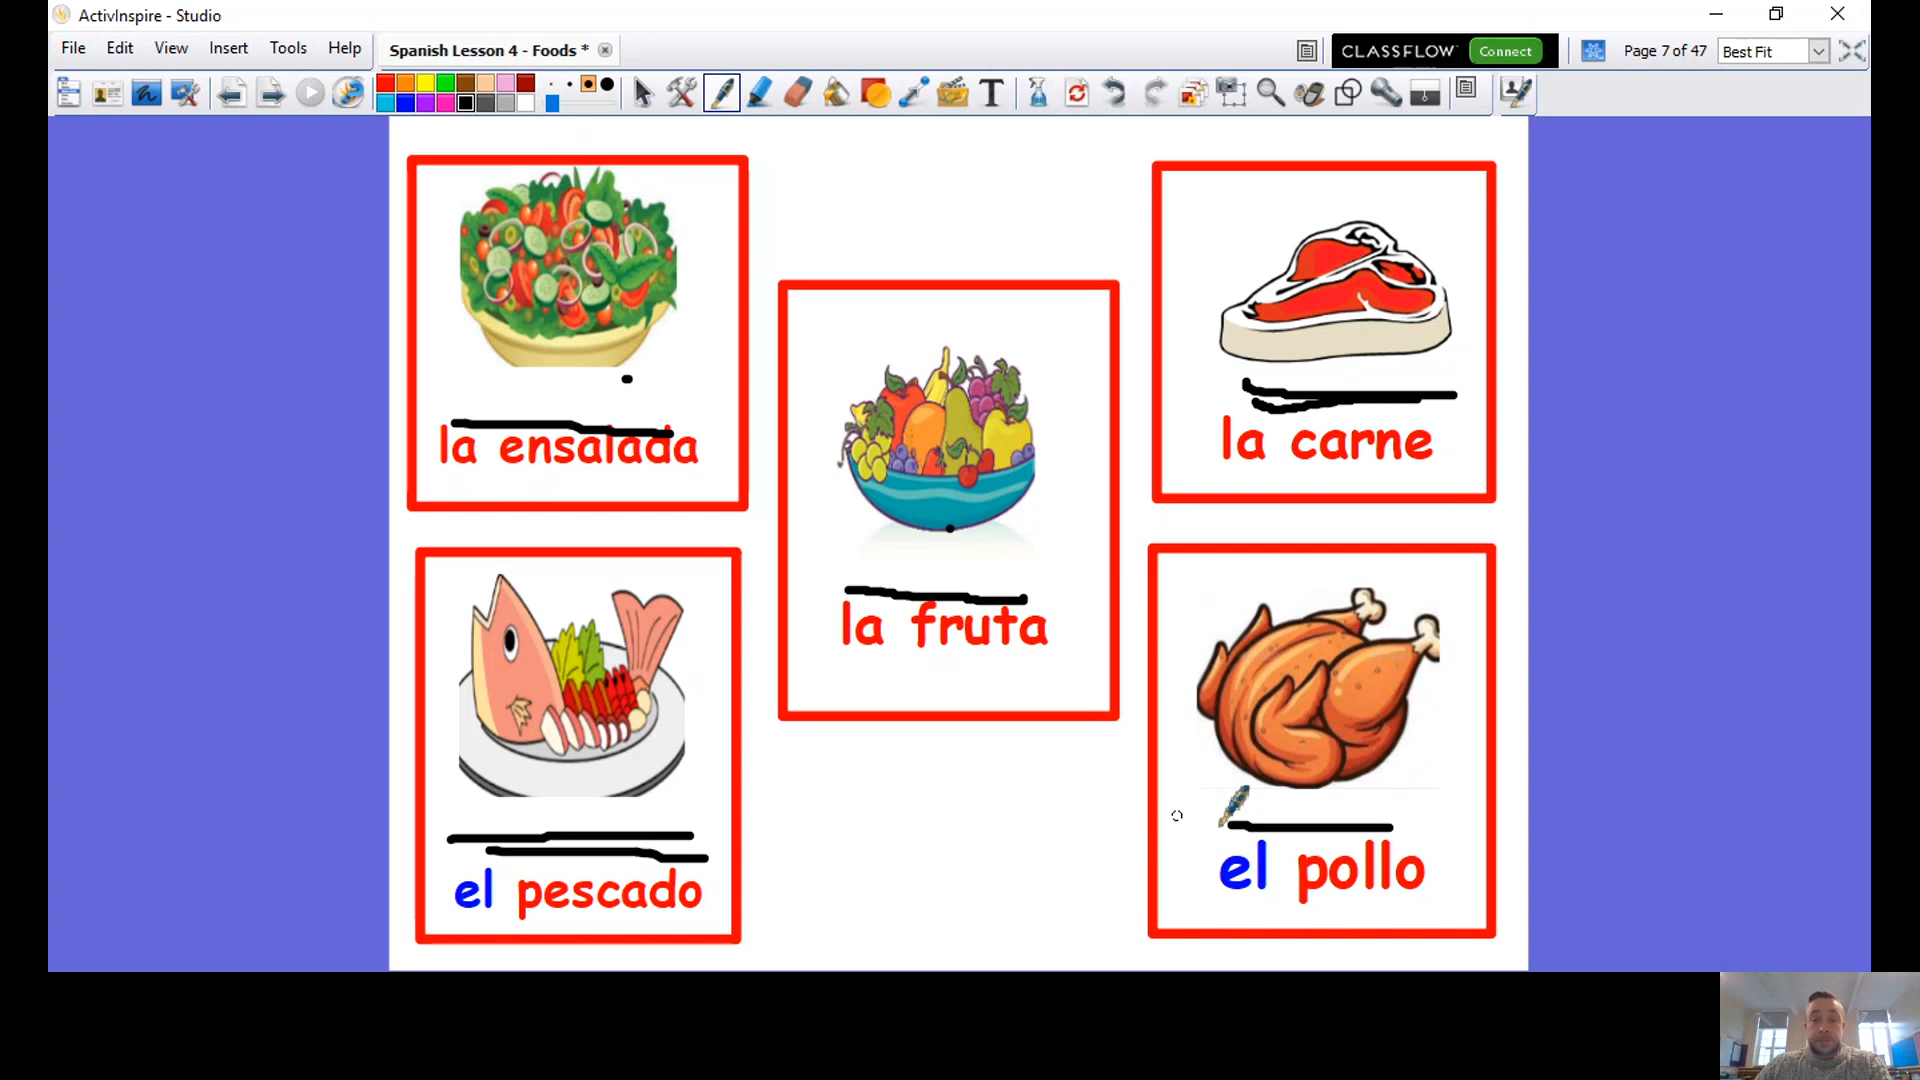 ActivInspire - Studio
File Edit View Insert Tools Help
Spanish Lesson 4 - Foods *
CLASSFLOW Connect
Page 7 of 47
Best Fit
T
la ensalada
la carne
la fruta
el pescado
el pollo